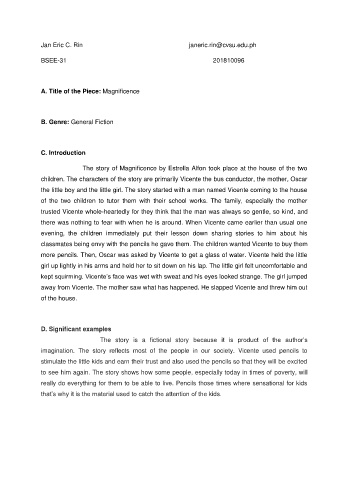 Jan Eric C. Rin janeric.rin@cvsu.edu.ph
BSEE-31 201810096
A. Title of the Piece: Magnificence
B. Genre: General Fiction
C. Introduction
The story of Magnificence by Estrella Alfon took place at the house of the two
children. The characters of the story are primarily Vicente the bus conductor, the mother, Oscar
the little boy and the little girl. The story started with a man named Vicente coming to the house
of the two children to tutor them with their school works. The family, especially the mother
trusted Vicente whole-heartedly for they think that the man was always so gentle, so kind, and
there was nothing to fear with when he is around. When Vicente came earlier than usual one
evening, the children immediately put their lesson down sharing stories to him about his
classmates being envy with the pencils he gave them. The children wanted Vicente to buy them
more pencils. Then, Oscar was asked by Vicente to get a glass of water. Vicente held the little
girl up lightly in his arms and held her to sit down on his lap. The little girl felt uncomfortable and
kept squirming. Vicente's face was wet with sweat and his eyes looked strange. The girl jumped
away from Vicente. The mother saw what has happened. He slapped Vicente and threw him out
of the house.
D. Significant examples
The story is a fictional story because it is product of the author's
imagination. The story reflects most of the people in our society. Vicente used pencils to
stimulate the little kids and earn their trust and also used the pencils so that they will be excited
to see him again. The story shows how some people, especially today in times of poverty, will
really do everything for them to be able to live. Pencils those times where sensational for kids
that's why it is the material used to catch the attention of the kids.